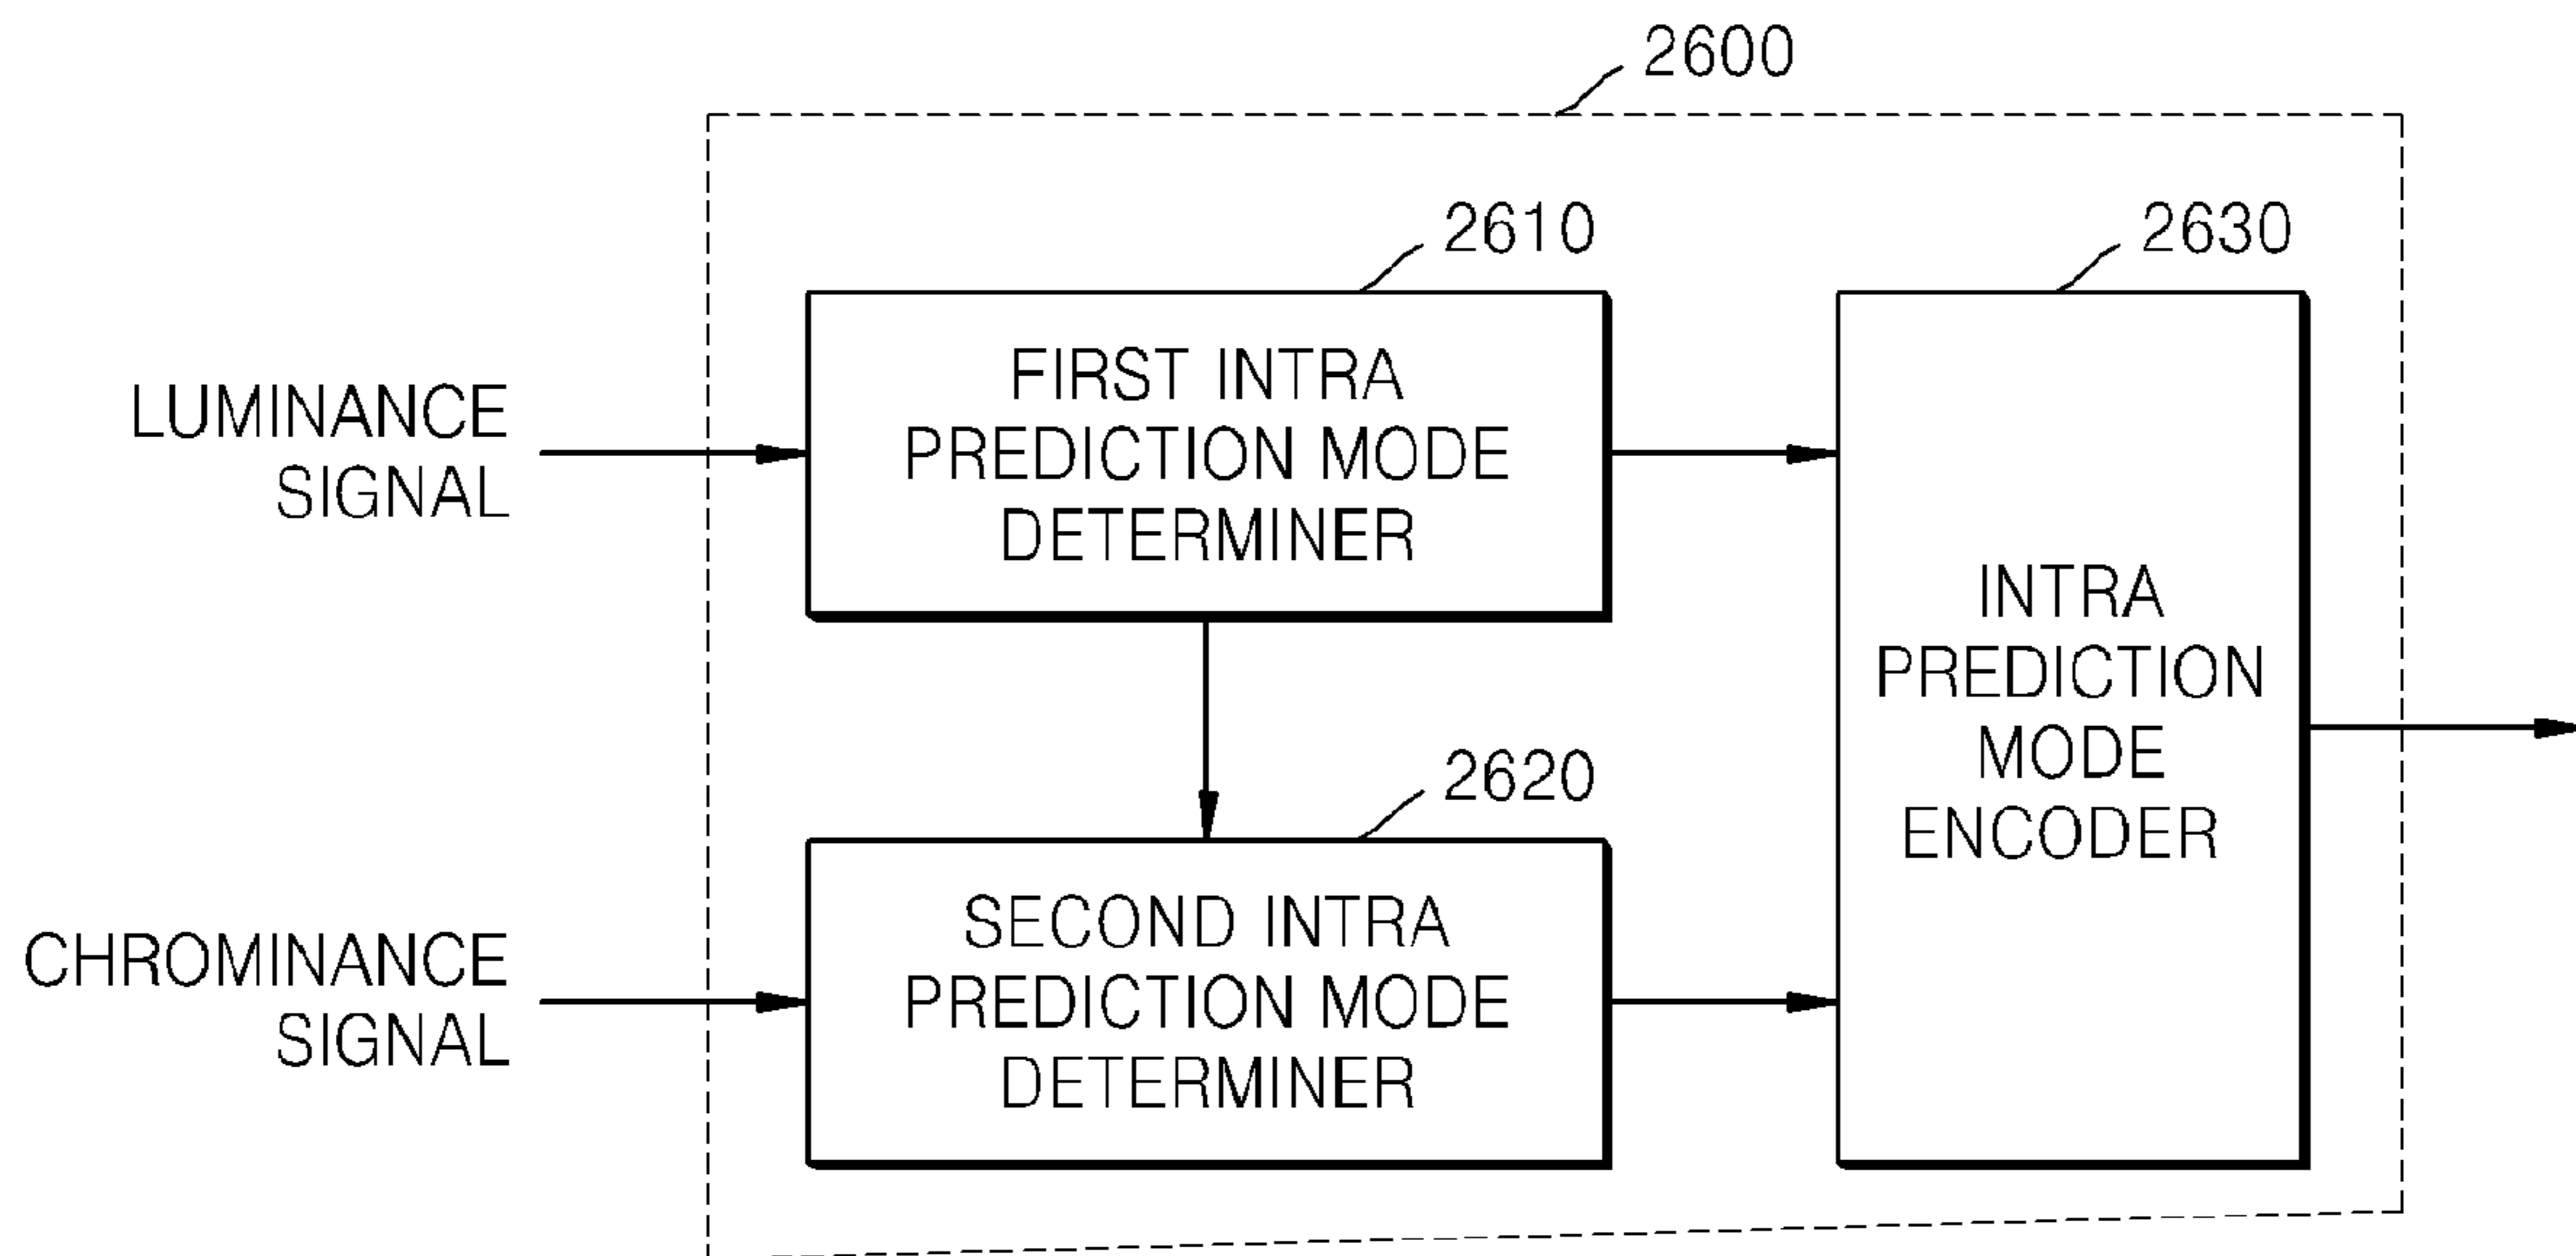 2600
2610
2630
LUMINANCE
SIGNAL
FIRST INTRA
PREDICTION MODE
DETERMINER
INTRA
PREDICTION
MODE
ENCODER
2620
CHROMINANCE
SIGNAL
SECOND INTRA
PREDICTION MODE
DETERMINER